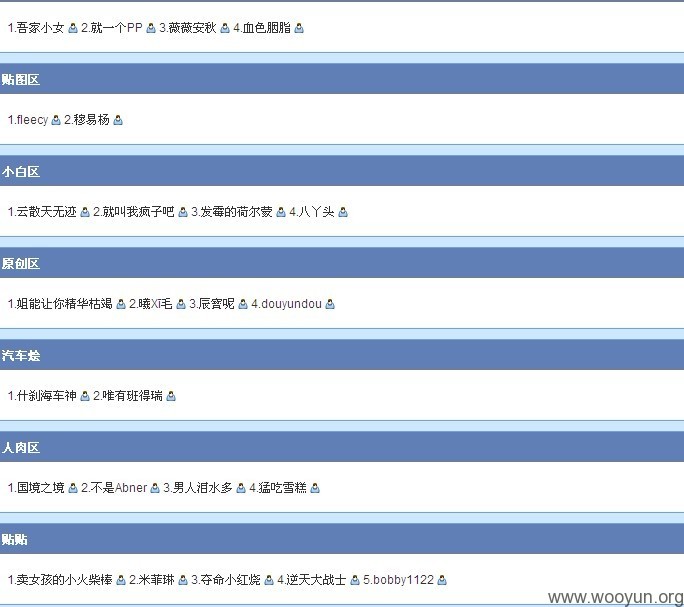 1.吾家小女 2.就一个PP 3.薇薇安秋 4.血色胭脂
贴图区
1.fleecy 2.穆易杨
小白区
1.云散天无迹 2.就叫我疯子吧 3.发霉的荷尔蒙 4.八丫头
原创区
1.姐能让你精华枯竭 2.曦Xī毛 3.辰宵呢 4.douyundou
汽车烩
1.什刹海车神 2.唯有班得瑞
人肉区
1.国境之境 2.不是Abner 3.男人泪水多 4.猛吃雪糕
贴贴
1.卖女孩的小火柴棒 2.米菲琳 3.夺命小红烧 4.逆天大战士 5.bobby1122
www.wooyun.org